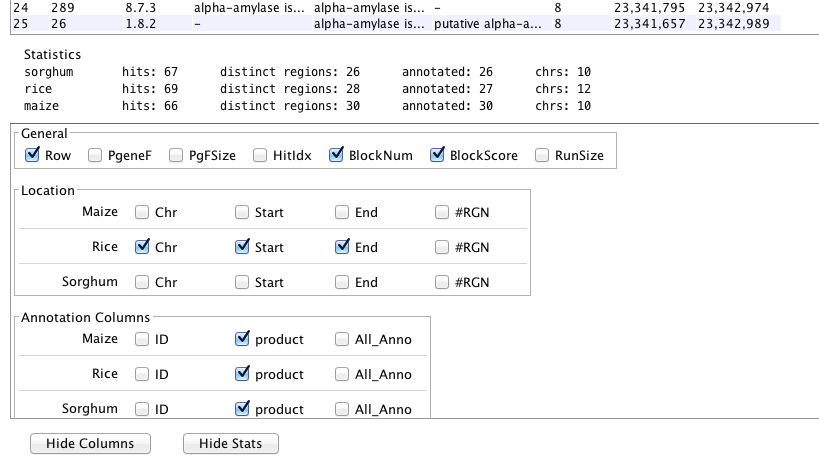 24 289 8.7.3 alpha-amylase is... alpha-amylase is... – 8 23,341,795 23,342,974
25 26 1.8.2 – alpha-amylase is... putative alpha-a... 8 23,341,657 23,342,989
Statistics
sorghum hits: 67 distinct regions: 26 annotated: 26 chrs: 10
rice hits: 69 distinct regions: 28 annotated: 27 chrs: 12
maize hits: 66 distinct regions: 30 annotated: 30 chrs: 10
General
Row PgeneF PgFSize HitIdx BlockNum BlockScore RunSize
Location
Maize Chr Start End #RGN
Rice Chr Start End #RGN
Sorghum Chr Start End #RGN
Annotation Columns
Maize ID product All_Anno
Rice ID product All_Anno
Sorghum ID product All_Anno
Hide Columns Hide Stats